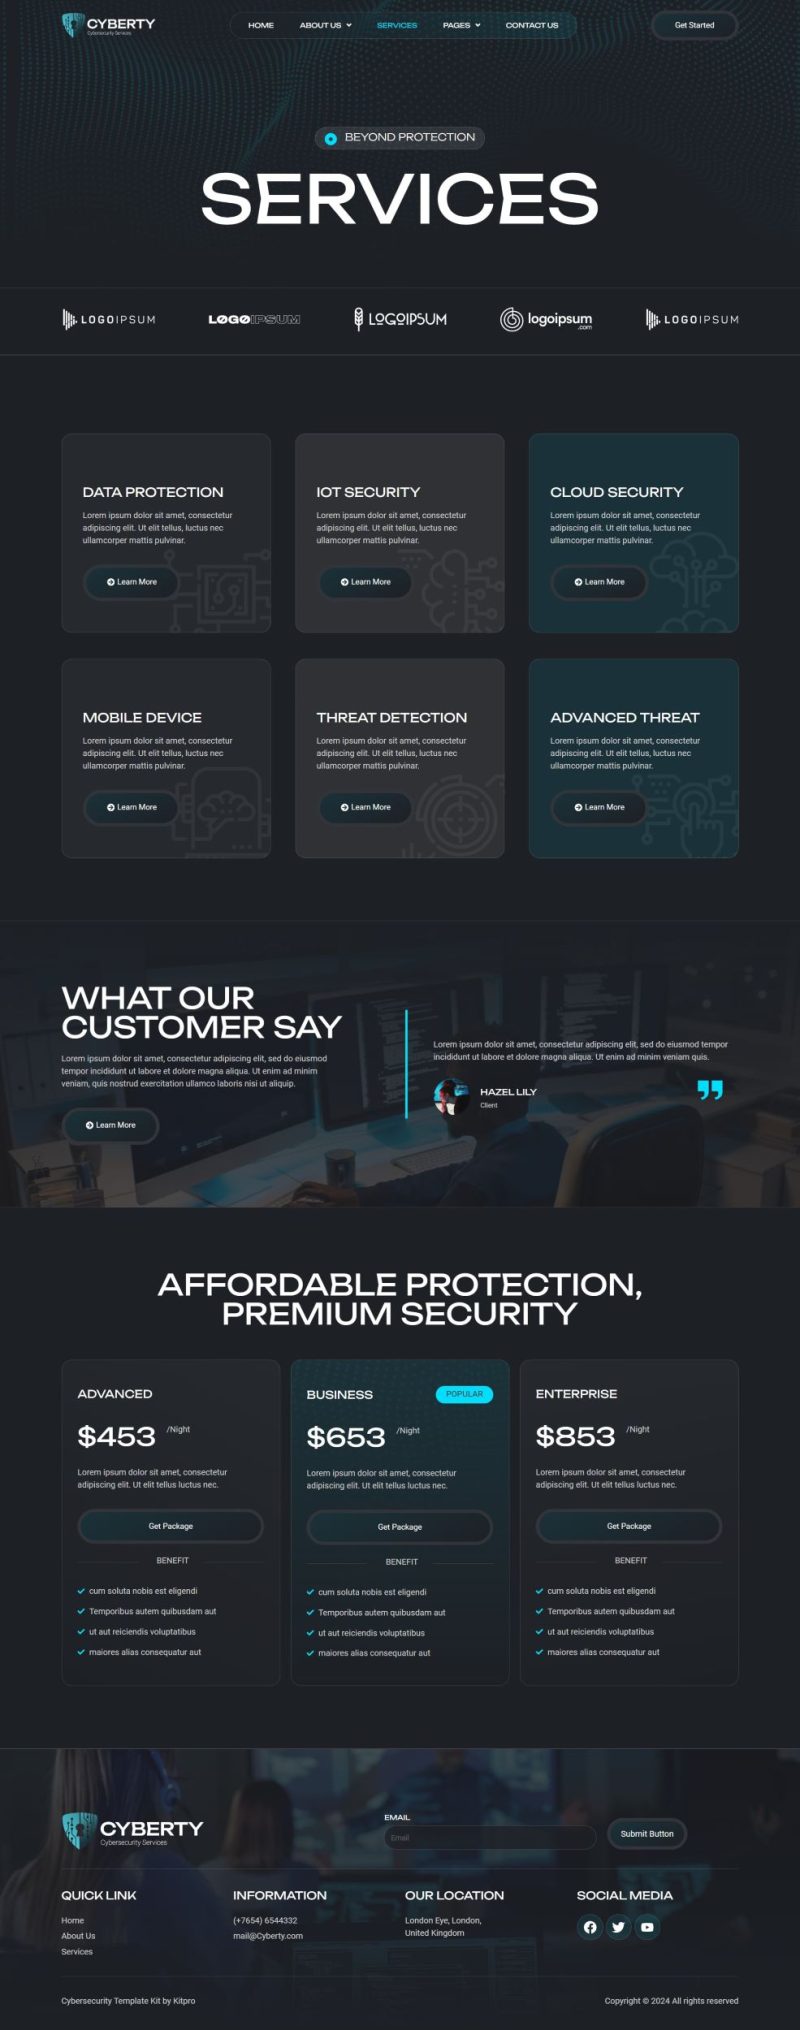 CYBERTY
Cybersecurity Services
HOME ABOUT US SERVICES PAGES CONTACT US
Get Started
BEYOND PROTECTION
SERVICES
LOGOIPSUM LOGOIPSUM LOGOIPSUM logoipsum LOGOIPSUM
.com
DATA PROTECTION
Lorem ipsum dolor sit amet, consectetur
adipiscing elit. Ut elit tellus, luctus nec
ullamcorper mattis pulvinar.
Learn More
IOT SECURITY
Lorem ipsum dolor sit amet, consectetur
adipiscing elit. Ut elit tellus, luctus nec
ullamcorper mattis pulvinar.
Learn More
CLOUD SECURITY
Lorem ipsum dolor sit amet, consectetur
adipiscing elit. Ut elit tellus, luctus nec
ullamcorper mattis pulvinar.
Learn More
MOBILE DEVICE
Lorem ipsum dolor sit amet, consectetur
adipiscing elit. Ut elit tellus, luctus nec
ullamcorper mattis pulvinar.
Learn More
THREAT DETECTION
Lorem ipsum dolor sit amet, consectetur
adipiscing elit. Ut elit tellus, luctus nec
ullamcorper mattis pulvinar.
Learn More
ADVANCED THREAT
Lorem ipsum dolor sit amet, consectetur
adipiscing elit. Ut elit tellus, luctus nec
ullamcorper mattis pulvinar.
Learn More
WHAT OUR
CUSTOMER SAY
Lorem ipsum dolor sit amet, consectetur adipiscing elit, sed do eiusmod
tempor incididunt ut labore et dolore magna aliqua. Ut enim ad minim
veniam, quis nostrud exercitation ullamco laboris nisi ut aliquip.
Learn More
Lorem ipsum dolor sit amet, consectetur adipiscing elit, sed do eiusmod tempor
incididunt ut labore et dolore magna aliqua. Ut enim ad minim veniam quis.
HAZEL LILY
Client
AFFORDABLE PROTECTION,
PREMIUM SECURITY
ADVANCED
$453 /Night
Lorem ipsum dolor sit amet, consectetur
adipiscing elit. Ut elit tellus luctus nec.
Get Package
BENEFIT
cum soluta nobis est eligendi
Temporibus autem quibusdam aut
ut aut reiciendis voluptatibus
maiores alias consequatur aut
BUSINESS POPULAR
$653 /Night
Lorem ipsum dolor sit amet, consectetur
adipiscing elit. Ut elit tellus luctus nec.
Get Package
BENEFIT
cum soluta nobis est eligendi
Temporibus autem quibusdam aut
ut aut reiciendis voluptatibus
maiores alias consequatur aut
ENTERPRISE
$853 /Night
Lorem ipsum dolor sit amet, consectetur
adipiscing elit. Ut elit tellus luctus nec.
Get Package
BENEFIT
cum soluta nobis est eligendi
Temporibus autem quibusdam aut
ut aut reiciendis voluptatibus
maiores alias consequatur aut
CYBERTY
Cybersecurity Services
EMAIL
Email
Submit Button
QUICK LINK
Home
About Us
Services
INFORMATION
(+7654) 6544332
mail@Cyberty.com
OUR LOCATION
London Eye, London,
United Kingdom
SOCIAL MEDIA
Cybersecurity Template Kit by Kitpro
Copyright © 2024 All rights reserved